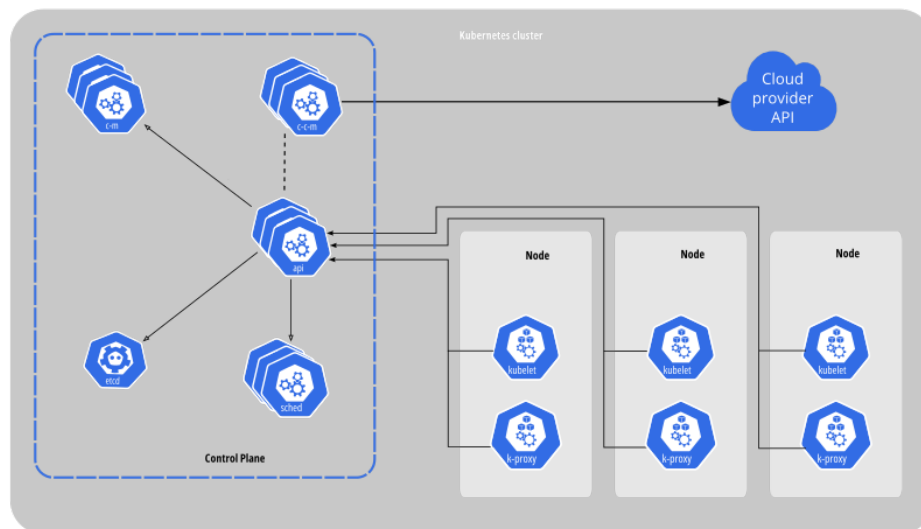 Kubernetes cluster
c-m
c-c-m
Cloud
provider
API
api
Node
Node
Node
kubelet
kubelet
kubelet
etcd
sched
k-proxy
k-proxy
k-proxy
Control Plane